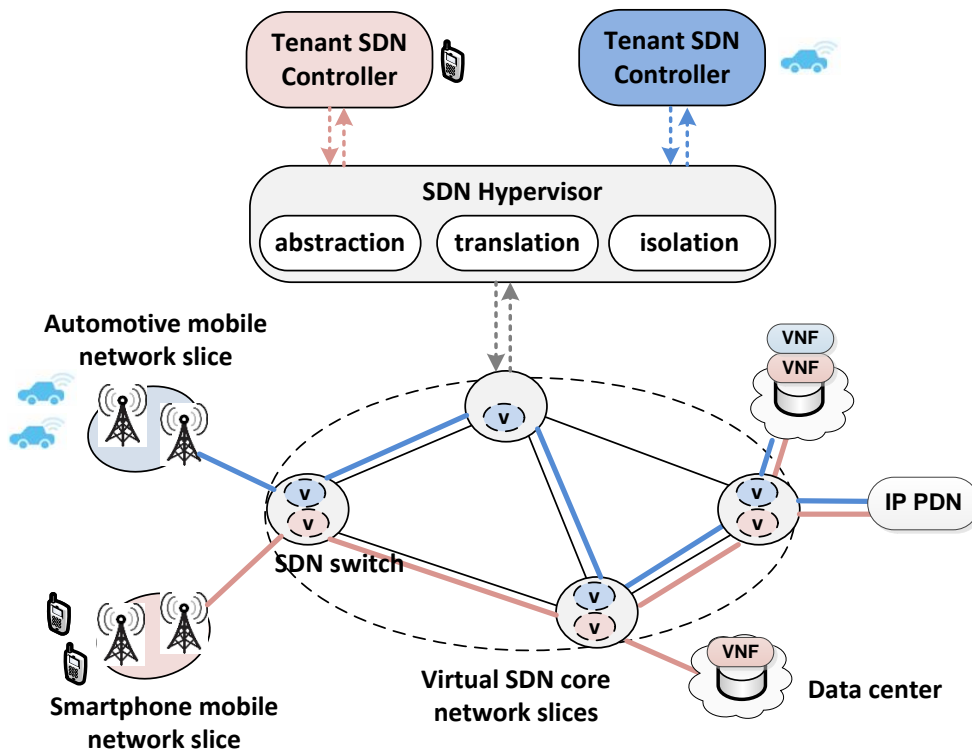 Tenant SDN
Controller
Tenant SDN
Controller
SDN Hypervisor
abstraction
translation
isolation
Automotive mobile
network slice
VNF
VNF
v
v
v
v
v
IP PDN
SDN switch
v
v
VNF
Virtual SDN core
network slices
Data center
Smartphone mobile
network slice